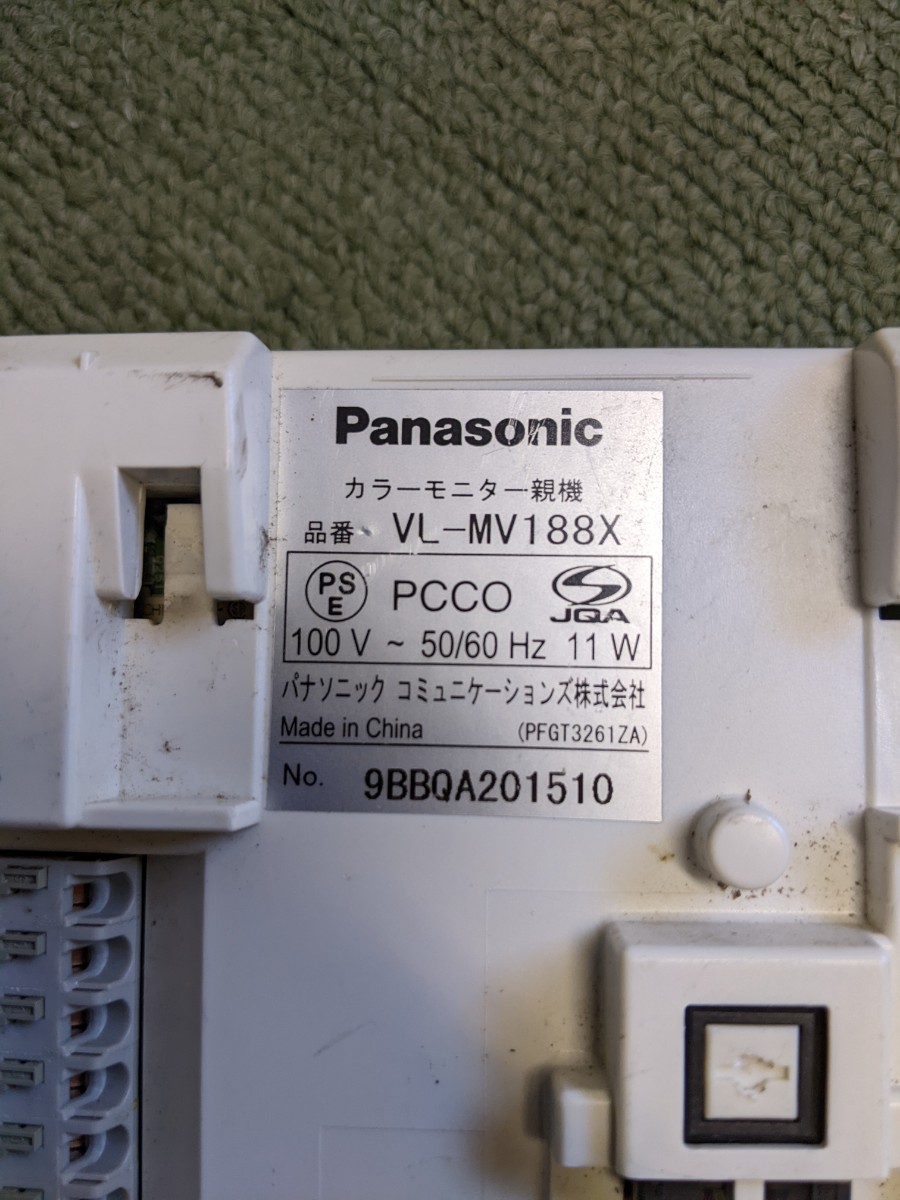 Panasonic
カラーモニター親機
品番 VL-MV188X
PS E PCCO JQA
100 V ~ 50/60 Hz 11 W
パナソニック コミュニケーションズ株式会社
Made in China (PFGT3261ZA)
No. 9BBQA201510